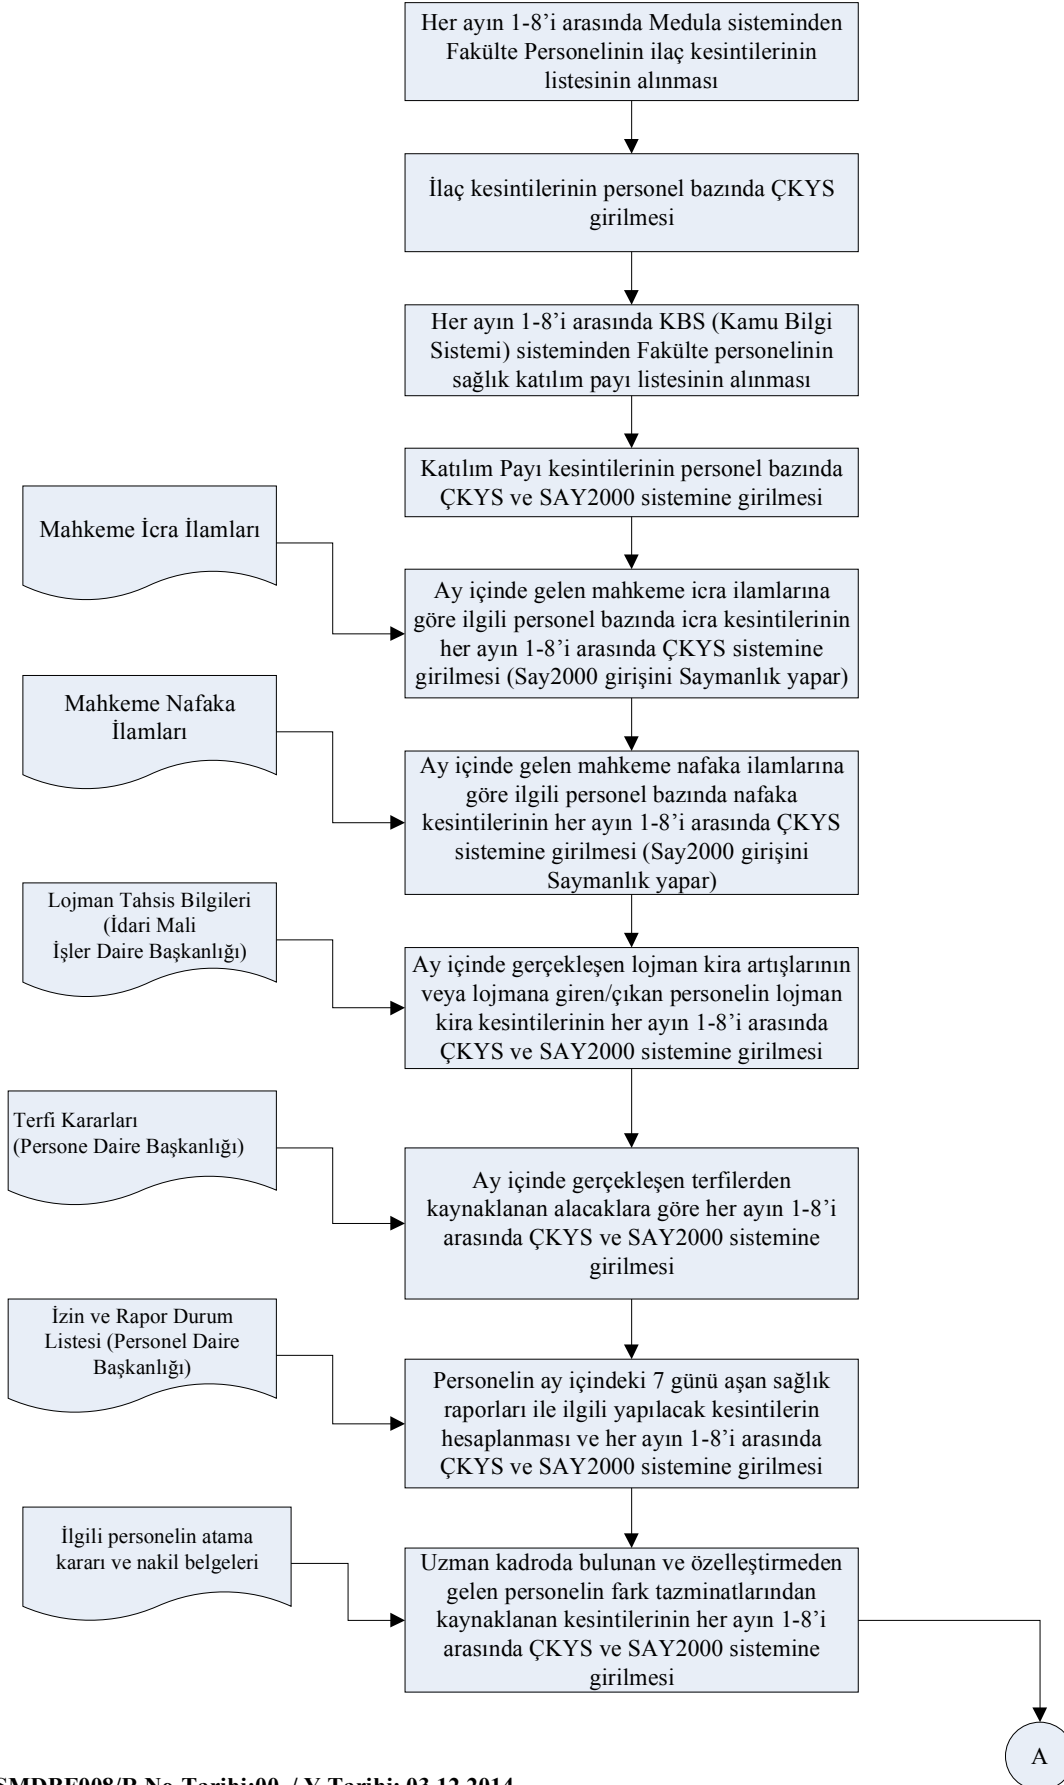 Her ayın 1-8’i arasında Medula sisteminden
Fakülte Personelinin ilaç kesintilerinin
listesinin alınması
İlaç kesintilerinin personel bazında ÇKYS
girilmesi
Her ayın 1-8’i arasında KBS (Kamu Bilgi
Sistemi) sisteminden Fakülte personelinin
sağlık katılım payı listesinin alınması
Katılım Payı kesintilerinin personel bazında
ÇKYS ve SAY2000 sistemine girilmesi
Mahkeme İcra İlamları
Ay içinde gelen mahkeme icra ilamlarına
göre ilgili personel bazında icra kesintilerinin
her ayın 1-8’i arasında ÇKYS sistemine
girilmesi (Say2000 girişini Saymanlık yapar)
Mahkeme Nafaka
İlamları
Ay içinde gelen mahkeme nafaka ilamlarına
göre ilgili personel bazında nafaka
kesintilerinin her ayın 1-8’i arasında ÇKYS
sistemine girilmesi (Say2000 girişini
Saymanlık yapar)
Lojman Tahsis Bilgileri
(İdari Mali
İşler Daire Başkanlığı)
Ay içinde gerçekleşen lojman kira artışlarının
veya lojmana giren/çıkan personelin lojman
kira kesintilerinin her ayın 1-8’i arasında
ÇKYS ve SAY2000 sistemine girilmesi
Terfi Kararları
(Persone Daire Başkanlığı)
Ay içinde gerçekleşen terfilerden
kaynaklanan alacaklara göre her ayın 1-8’i
arasında ÇKYS ve SAY2000 sistemine
girilmesi
İzin ve Rapor Durum
Listesi (Personel Daire
Başkanlığı)
Personelin ay içindeki 7 günü aşan sağlık
raporları ile ilgili yapılacak kesintilerin
hesaplanması ve her ayın 1-8’i arasında
ÇKYS ve SAY2000 sistemine girilmesi
İlgili personelin atama
kararı ve nakil belgeleri
Uzman kadroda bulunan ve özelleştirmeden
gelen personelin fark tazminatlarından
kaynaklanan kesintilerinin her ayın 1-8’i
arasında ÇKYS ve SAY2000 sistemine
girilmesi
A
SMDBF008/R.No-Tarihi:00 / Y.Tarihi: 03.12.2014